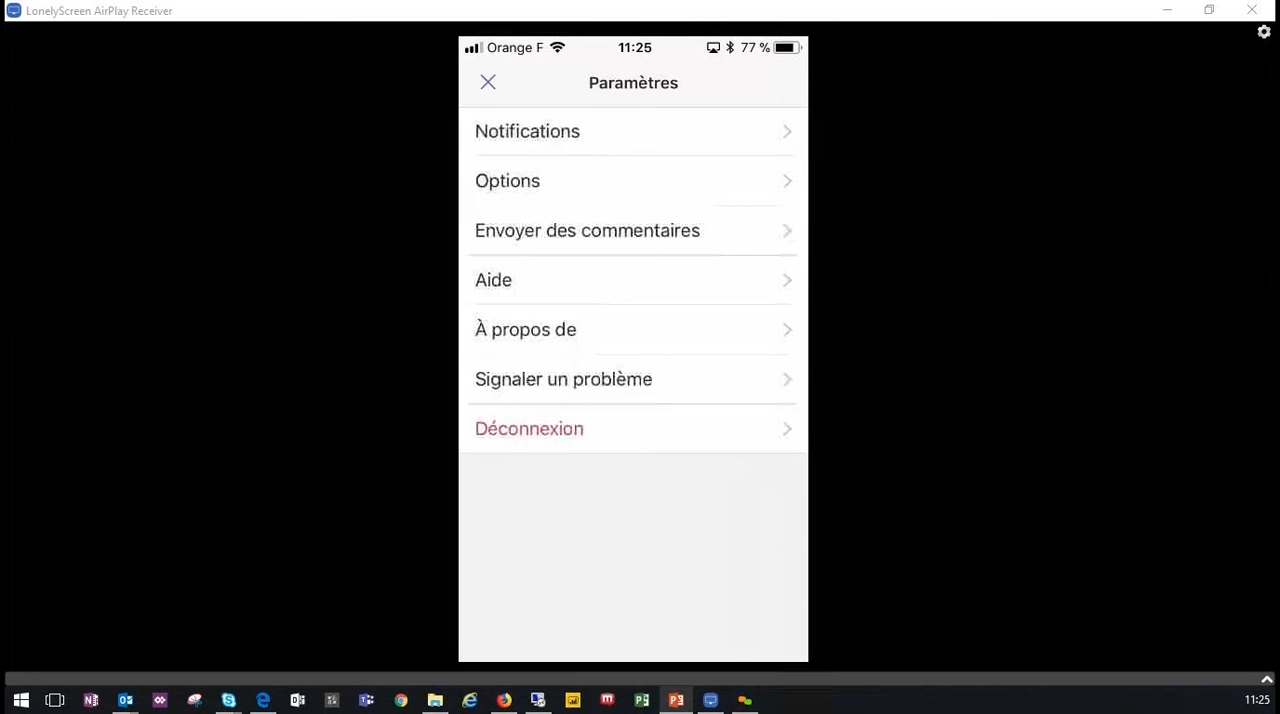 LonelyScreen AirPlay Receiver
Orange F 11:25 77 %
Paramètres
Notifications
Options
Envoyer des commentaires
Aide
À propos de
Signaler un problème
Déconnexion
11:25